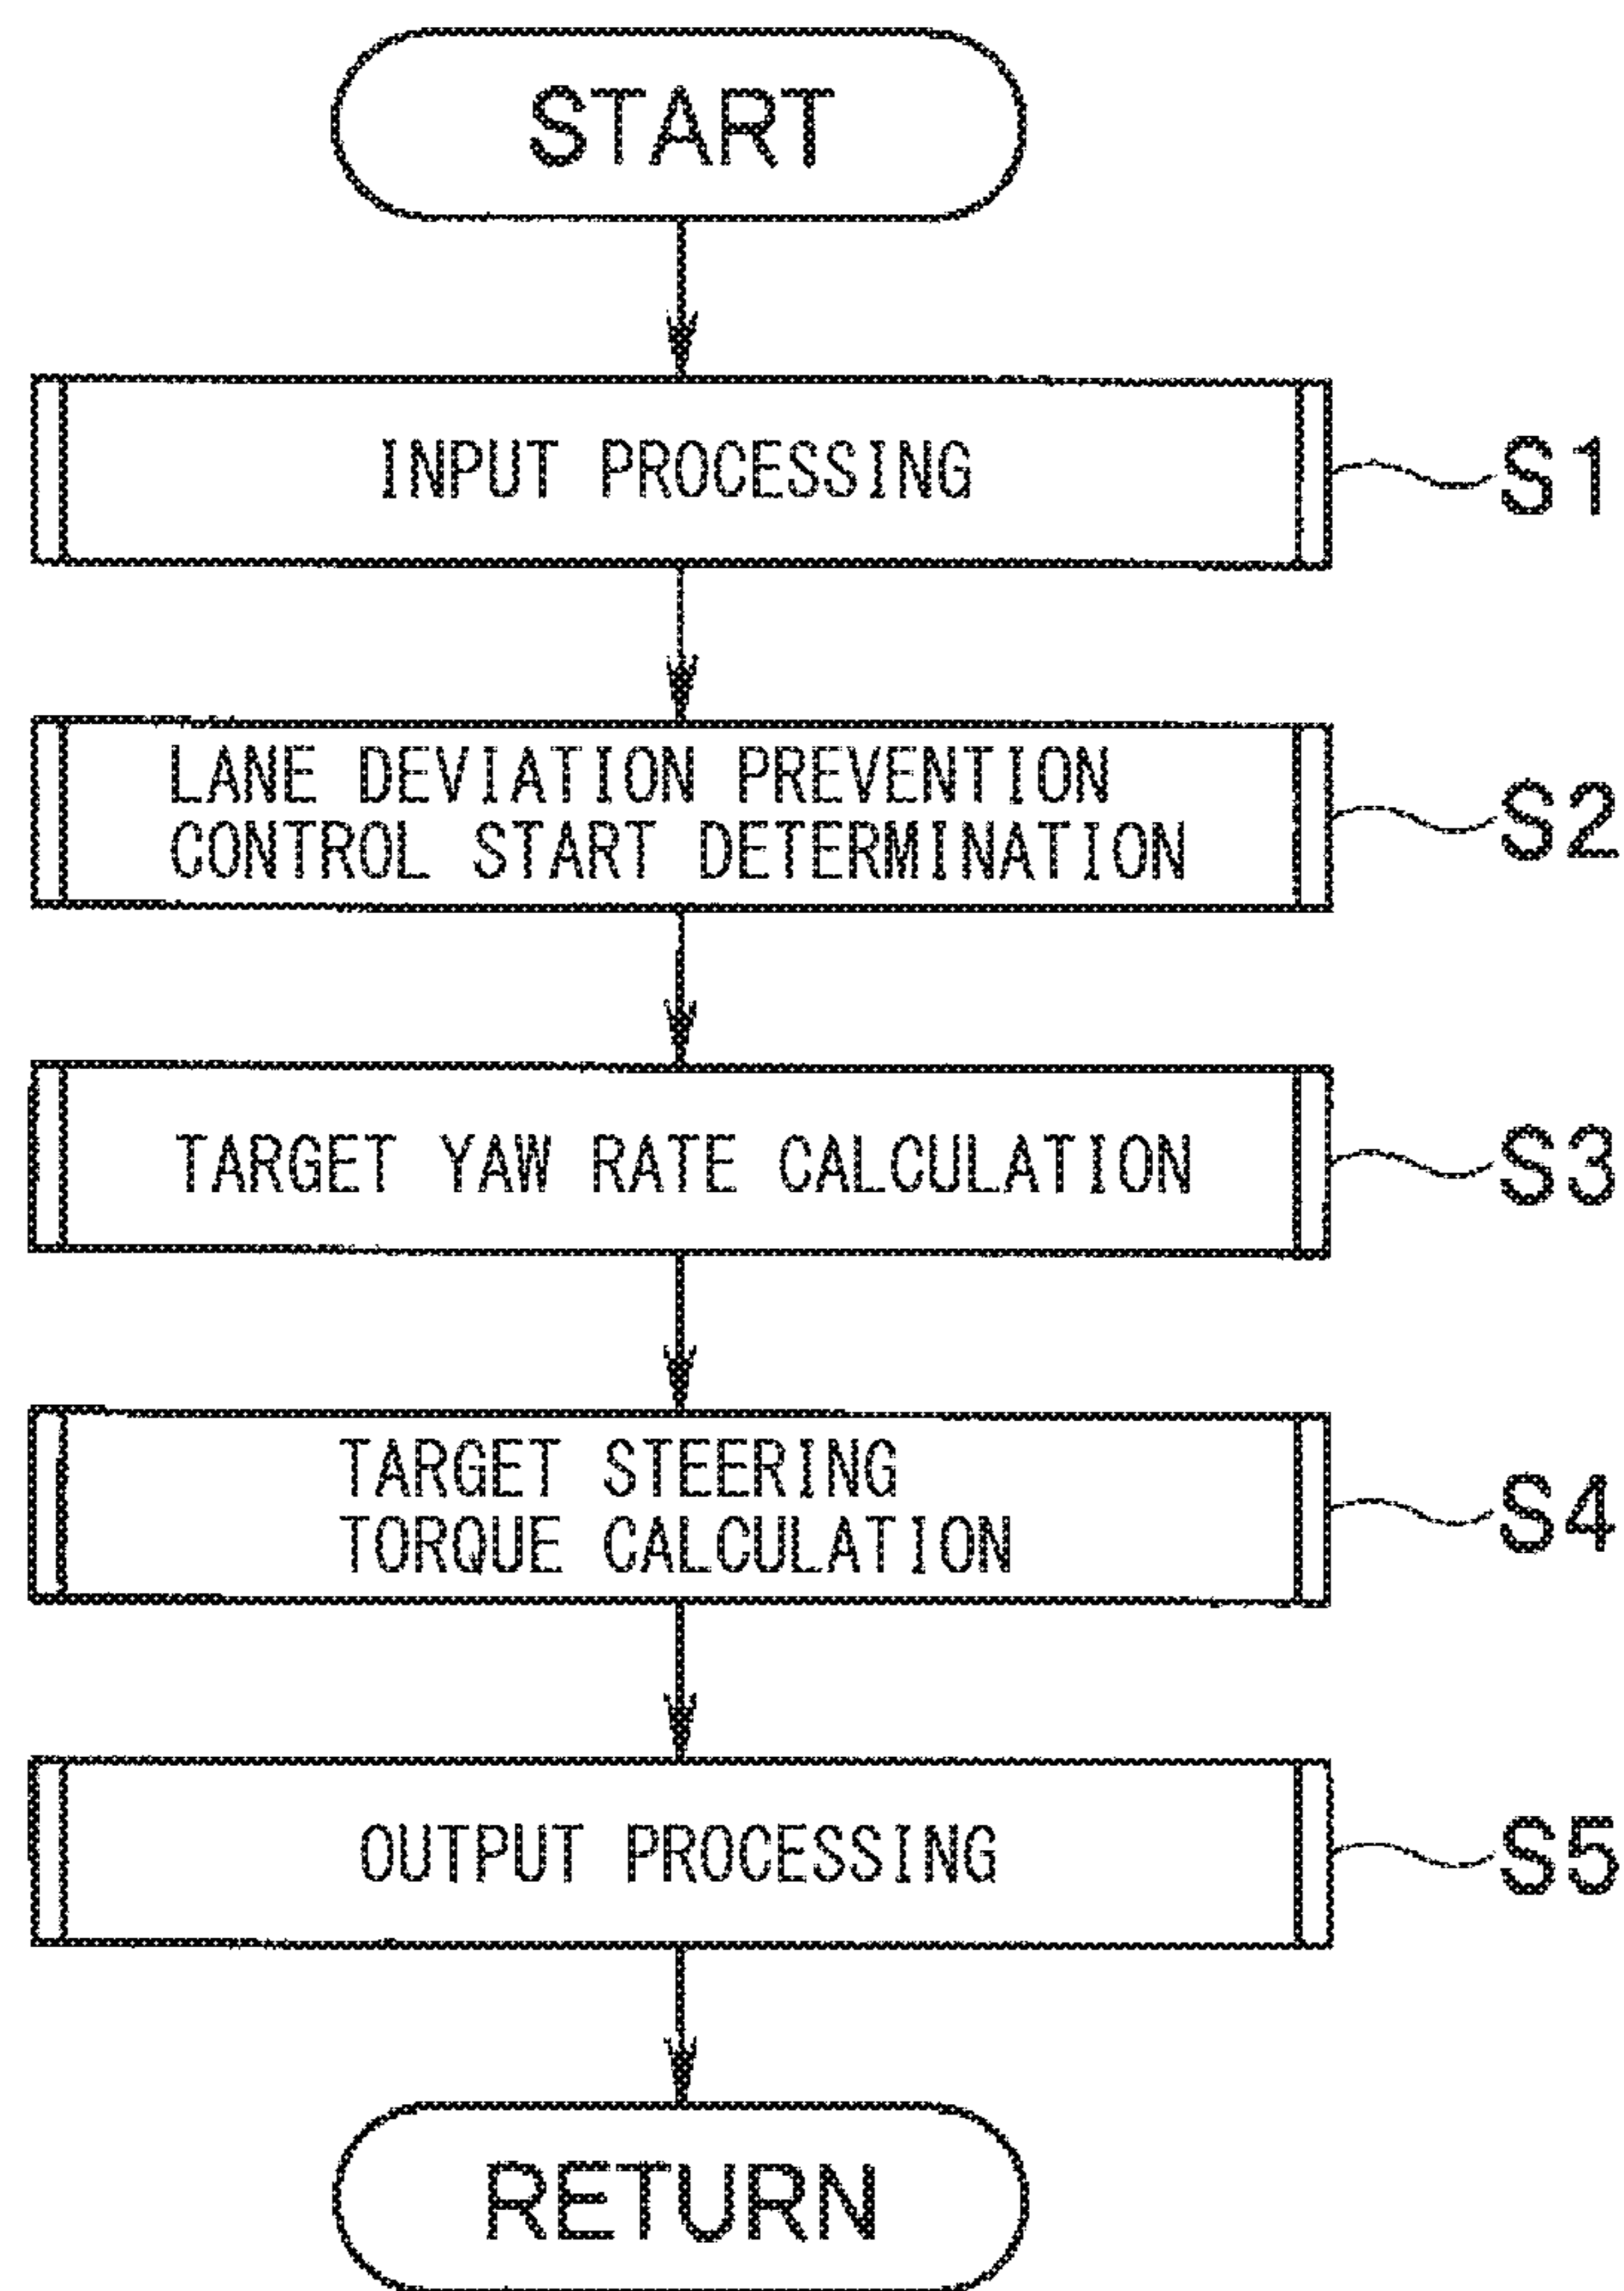 START
INPUT PROCESSING
S1
LANE DEVIATION PREVENTION
CONTROL START DETERMINATION
S2
TARGET YAW RATE CALCULATION
S3
TARGET STEERING
TORQUE CALCULATION
S4
OUTPUT PROCESSING
S5
RETURN